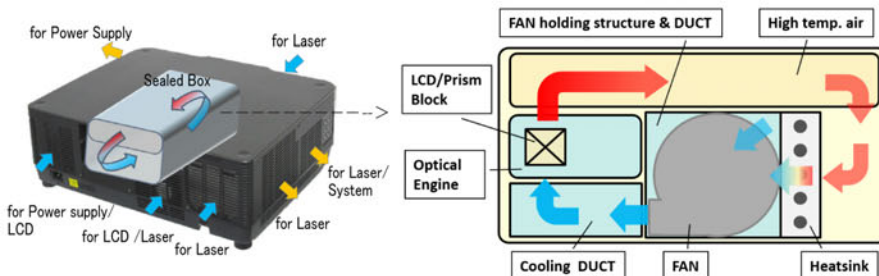 for Power Supply
for Laser
Sealed Box
for Laser/
System
for Laser
for Power supply/
LCD
for LCD /Laser
for Laser
FAN holding structure & DUCT
High temp. air
LCD/Prism
Block
Optical
Engine
Cooling DUCT
FAN
Heatsink